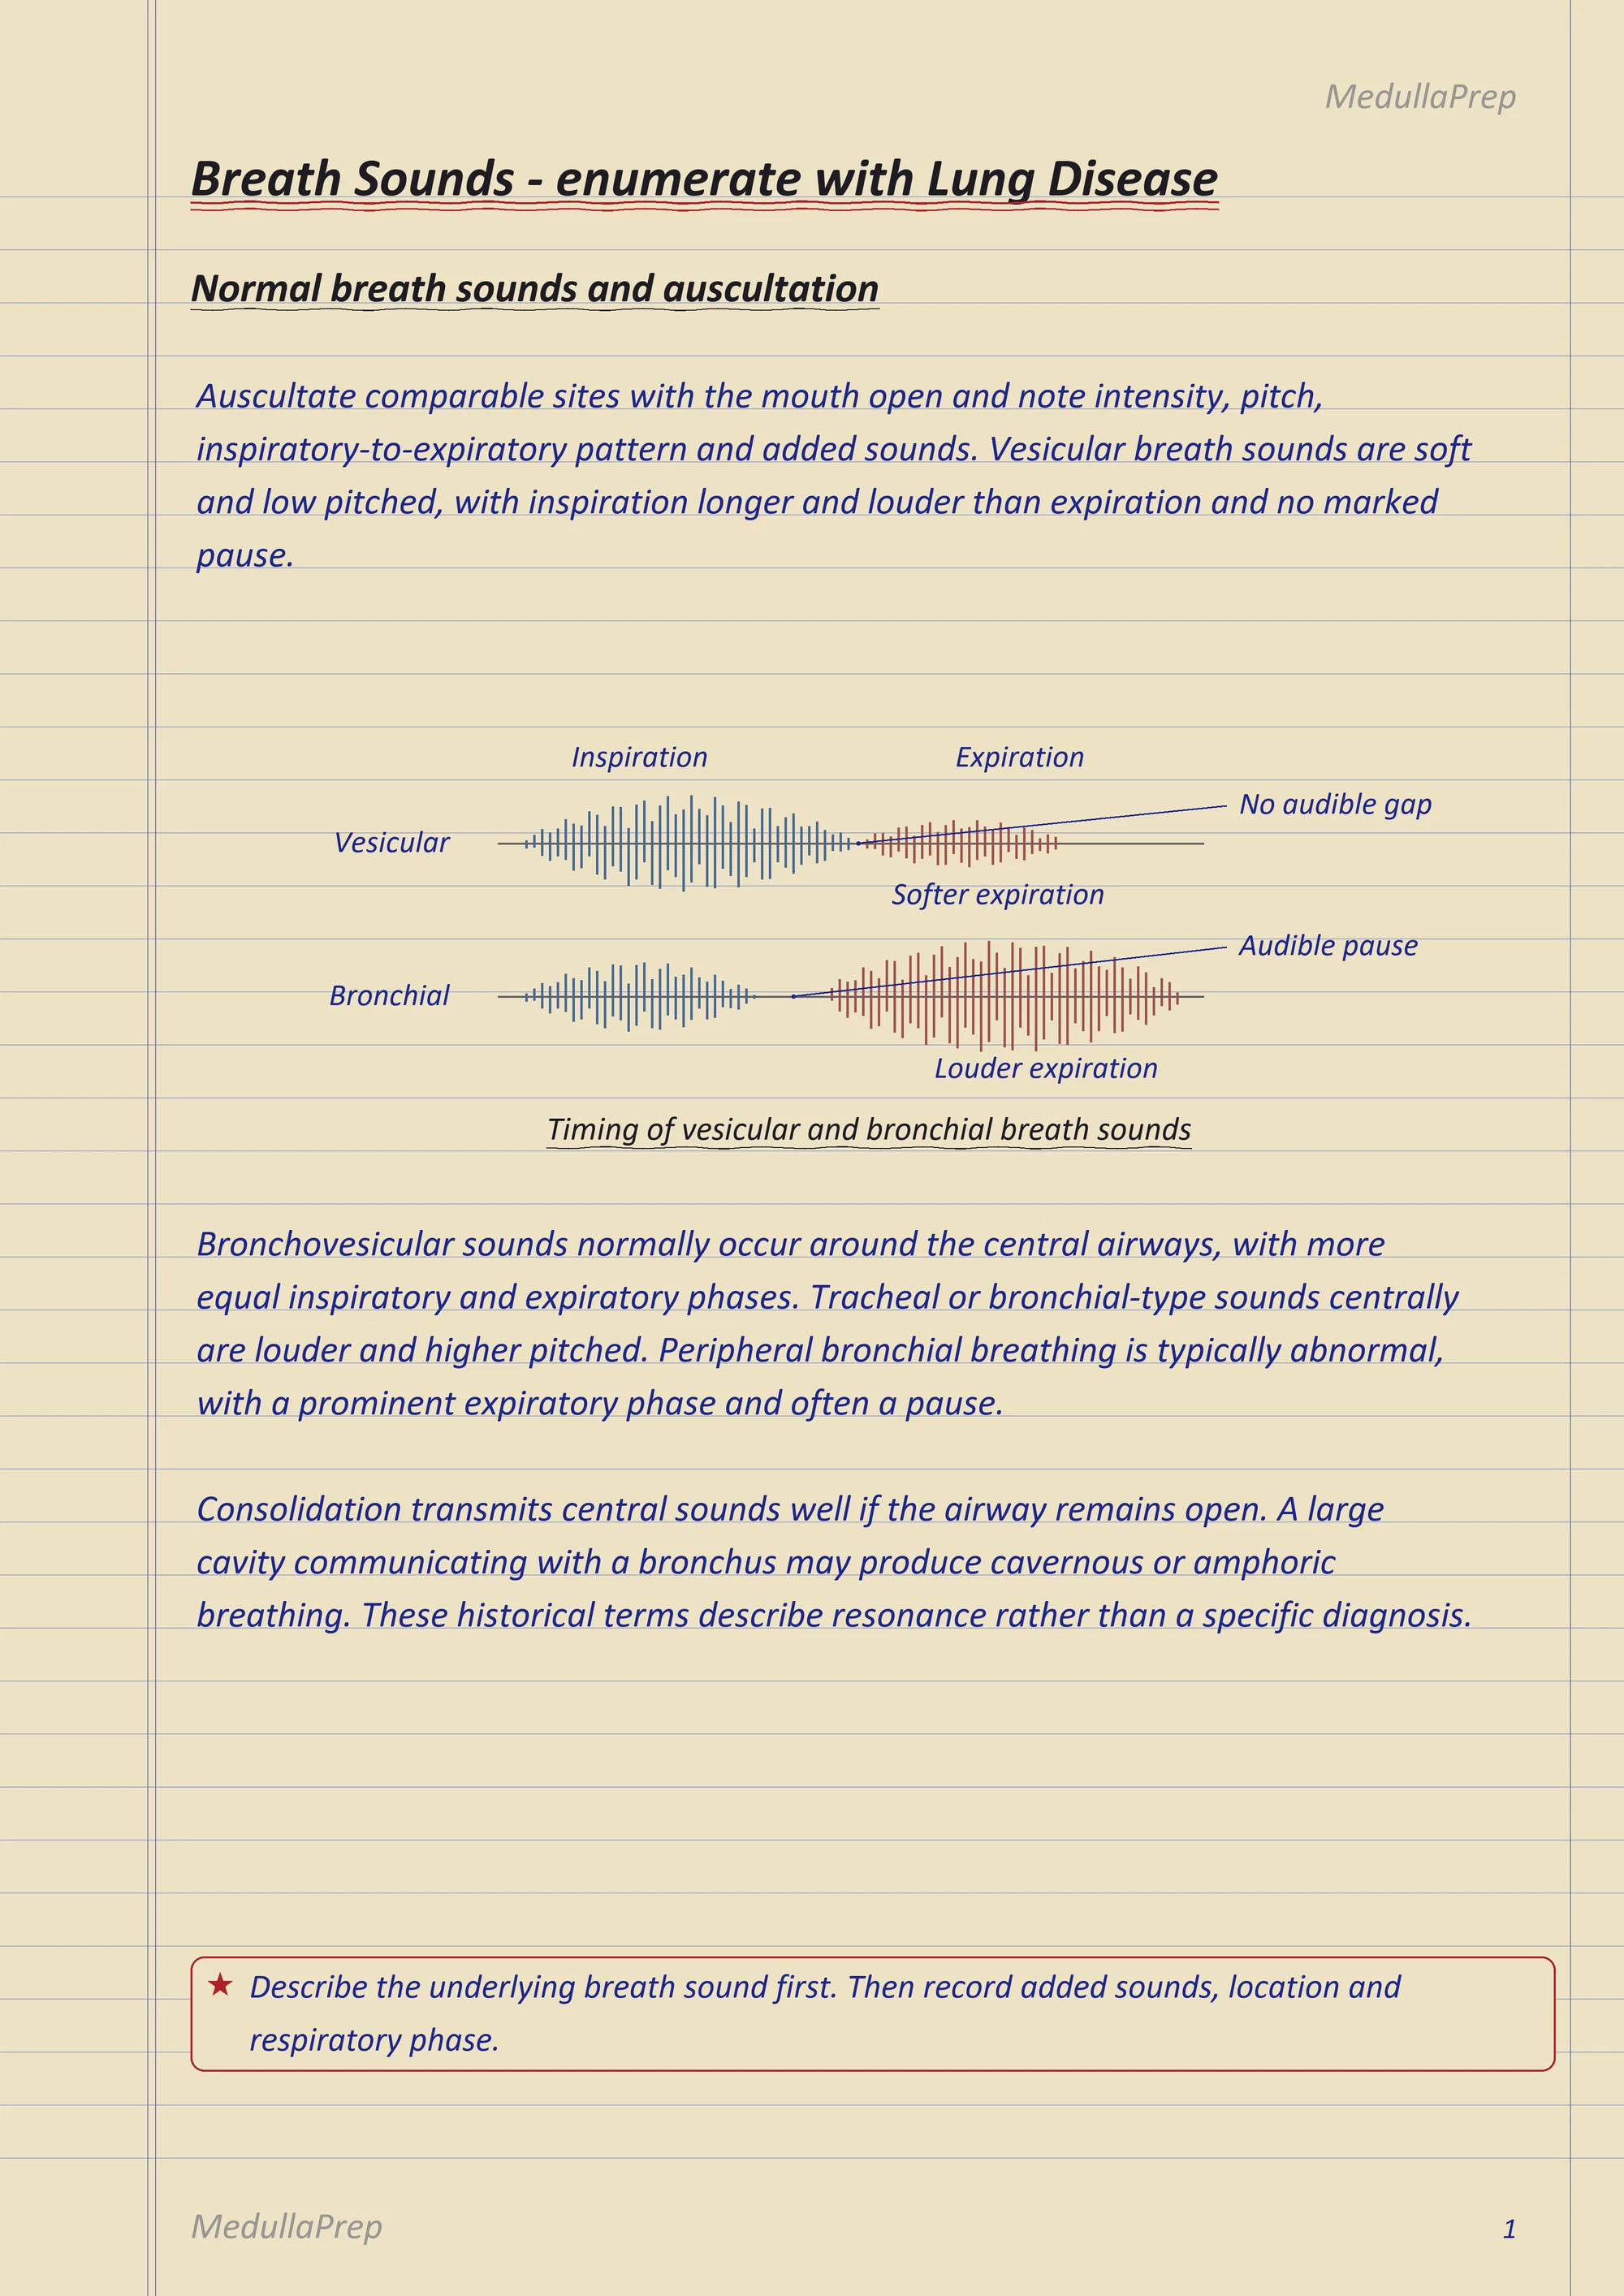 MedullaPrep
Breath Sounds - enumerate with Lung Disease
Normal breath sounds and auscultation
Auscultate comparable sites with the mouth open and note intensity, pitch,
inspiratory-to-expiratory pattern and added sounds. Vesicular breath sounds are soft
and low pitched, with inspiration longer and louder than expiration and no marked
pause.
Inspiration
Expiration
No audible gap
Vesicular
Softer expiration
Audible pause
Bronchial
Louder expiration
Timing of vesicular and bronchial breath sounds
Bronchovesicular sounds normally occur around the central airways, with more
equal inspiratory and expiratory phases. Tracheal or bronchial-type sounds centrally
are louder and higher pitched. Peripheral bronchial breathing is typically abnormal,
with a prominent expiratory phase and often a pause.
Consolidation transmits central sounds well if the airway remains open. A large
cavity communicating with a bronchus may produce cavernous or amphoric
breathing. These historical terms describe resonance rather than a specific diagnosis.
★ Describe the underlying breath sound first. Then record added sounds, location and
respiratory phase.
MedullaPrep
1